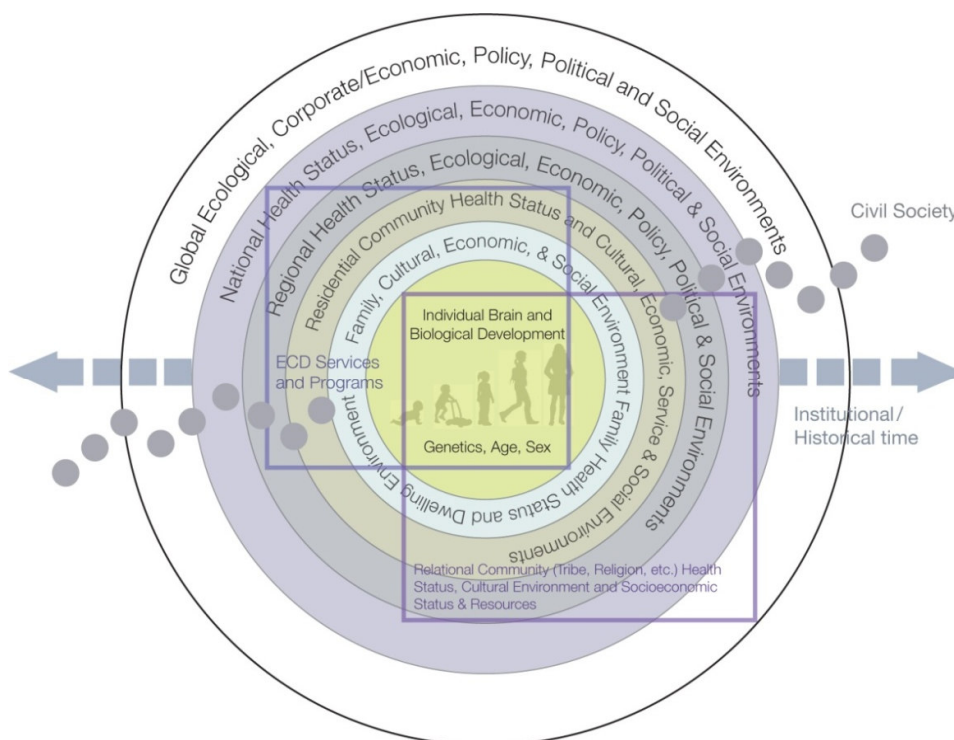 Global Ecological, Corporate/Economic, Policy, Political and Social Environments
National Health Status, Ecological, Economic, Policy, Political & Social Environments
Regional Health Status, Ecological, Economic, Policy, Political & Social Environments
Residential Community Health Status and Cultural, Economic, Service & Social Environments
Family, Cultural, Economic, & Social Environment Family Health Status and Dwelling Environment
Civil Society
Individual Brain and
Biological Development
ECD Services
and Programs
Genetics, Age, Sex
Institutional/
Historical time
Relational Community (Tribe, Religion, etc.) Health
Status, Cultural Environment and Socioeconomic
Status & Resources